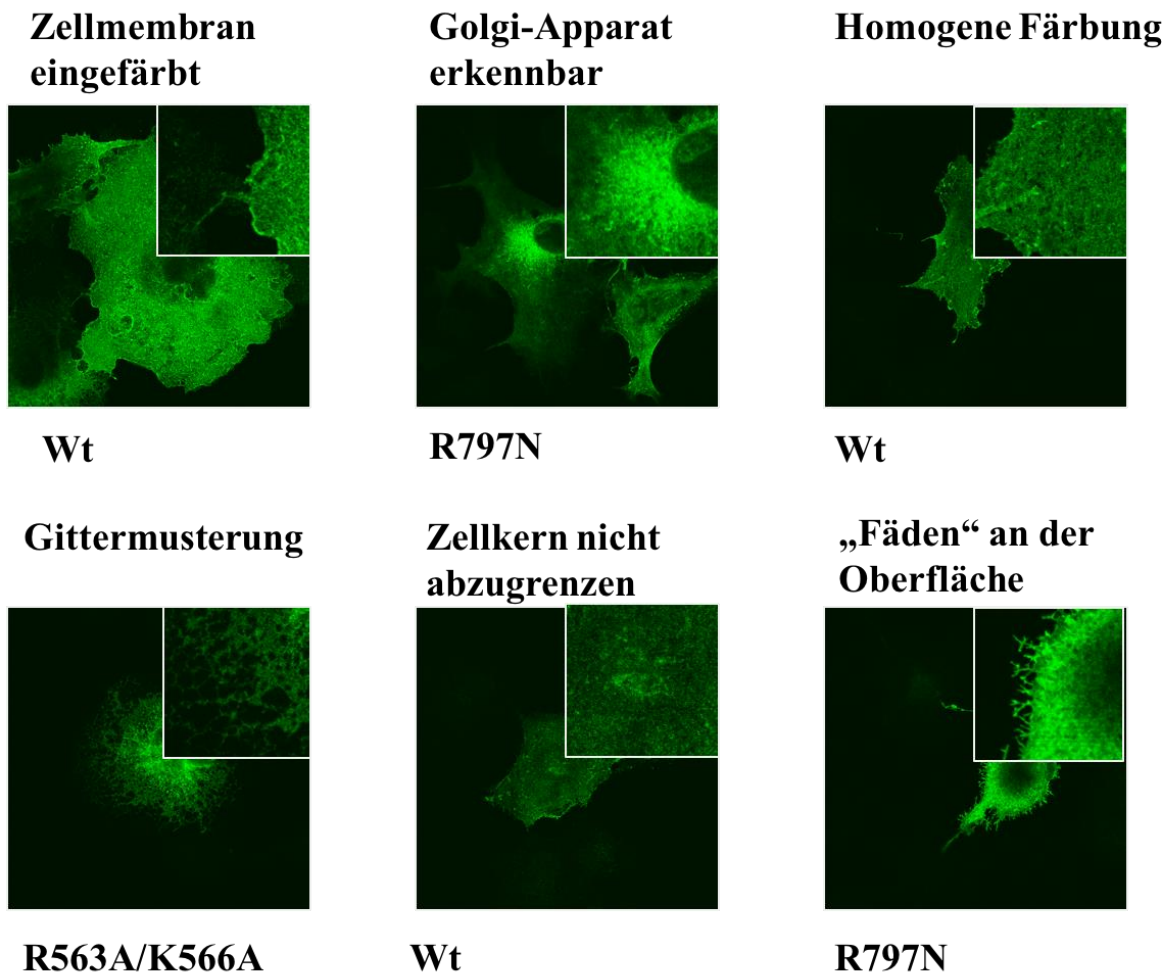 Zellmembran
eingefärbt
Golgi-Apparat
erkennbar
Homogene Färbung
Wt
R797N
Wt
Gittermusterung
Zellkern nicht
abzugrenzen
„Fäden“ an der
Oberfläche
R563A/K566A
Wt
R797N